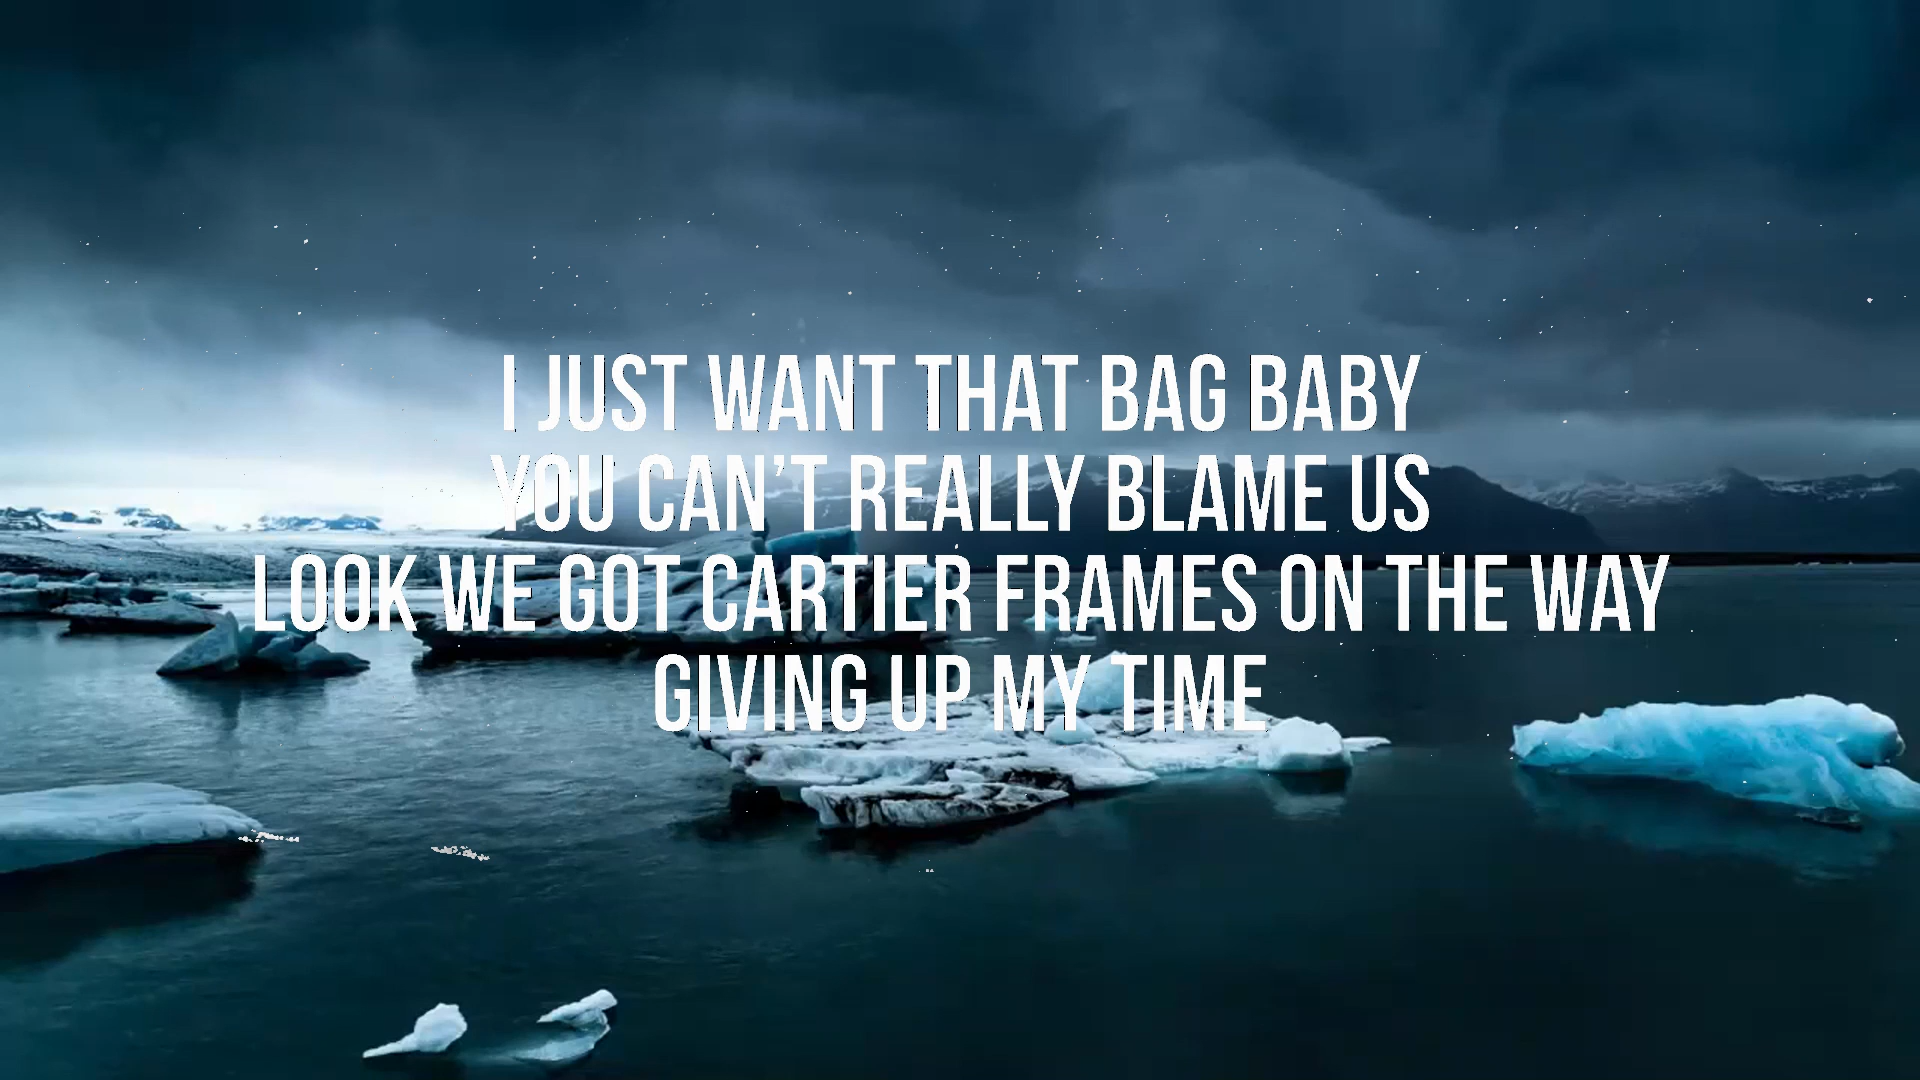 I JUST WANT THAT BAG BABY
YOU CAN'T REALLY BLAME US
LOOK WE GOT CARTIER FRAMES ON THE WAY
GIVING UP MY TIME